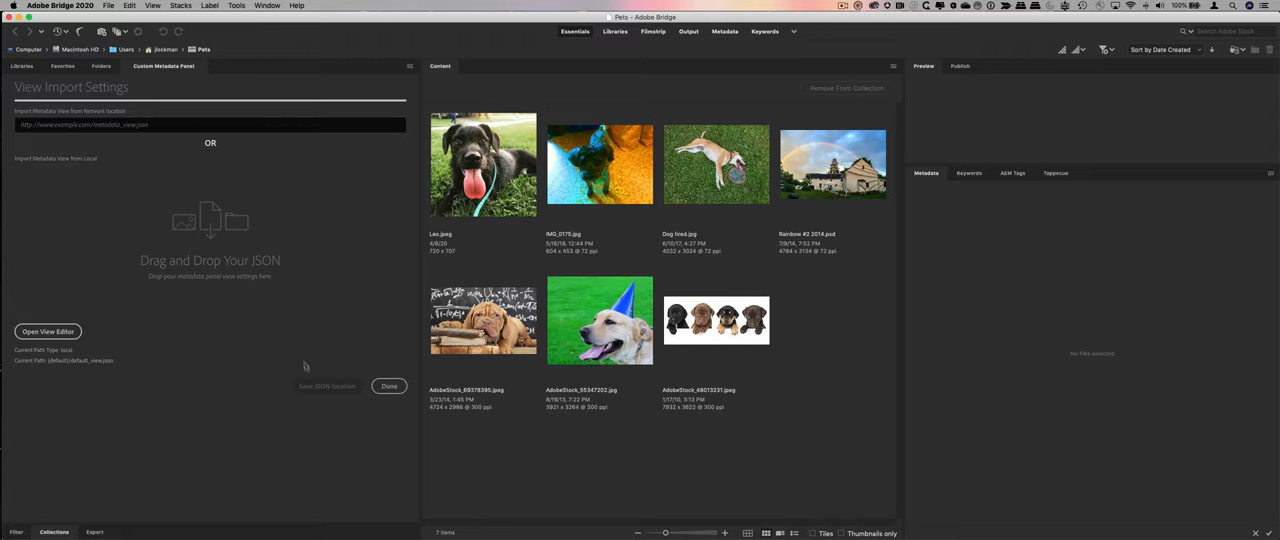 Adobe Bridge 2020 File Edit View Stacks Label Tools Window Help 100%
Pets - Adobe Bridge
Essentials Libraries Filmstrip Output Metadata Keywords Search Adobe Stock
Computer Macintosh HD Users jlockman Pets Sort by Date Created
Libraries Favorites Folders Custom Metadata Panel Content Preview Publish
View Import Settings
Remove From Collection
Import Metadata View from Network location
http://www.example.com/metadata_view.json
OR
Import Metadata View from Local
Drag and Drop Your JSON
Drop your metadata panel view settings here.
Open View Editor
Current Path Type: local
Current Path: {default}/default_view.json
Save JSON location Done
Leo.jpeg
4/6/20
720 x 707
IMG_0175.jpg
5/16/19, 12:44 PM
604 x 453 @ 72 ppi
Dog tired.jpg
6/10/17, 4:27 PM
4032 x 3024 @ 72 ppi
Rainbow #2 2014.psd
7/9/14, 7:52 PM
4784 x 3134 @ 72 ppi
AdobeStock_69376395.jpeg
3/23/14, 1:45 PM
4724 x 2986 @ 300 ppi
AdobeStock_55347202.jpg
8/19/13, 7:22 PM
3921 x 3264 @ 300 ppi
AdobeStock_48013231.jpeg
1/17/10, 3:13 PM
7932 x 3622 @ 300 ppi
Metadata Keywords AEM Tags Tappecue
No files selected
Filter Collections Export
7 items Tiles Thumbnails only